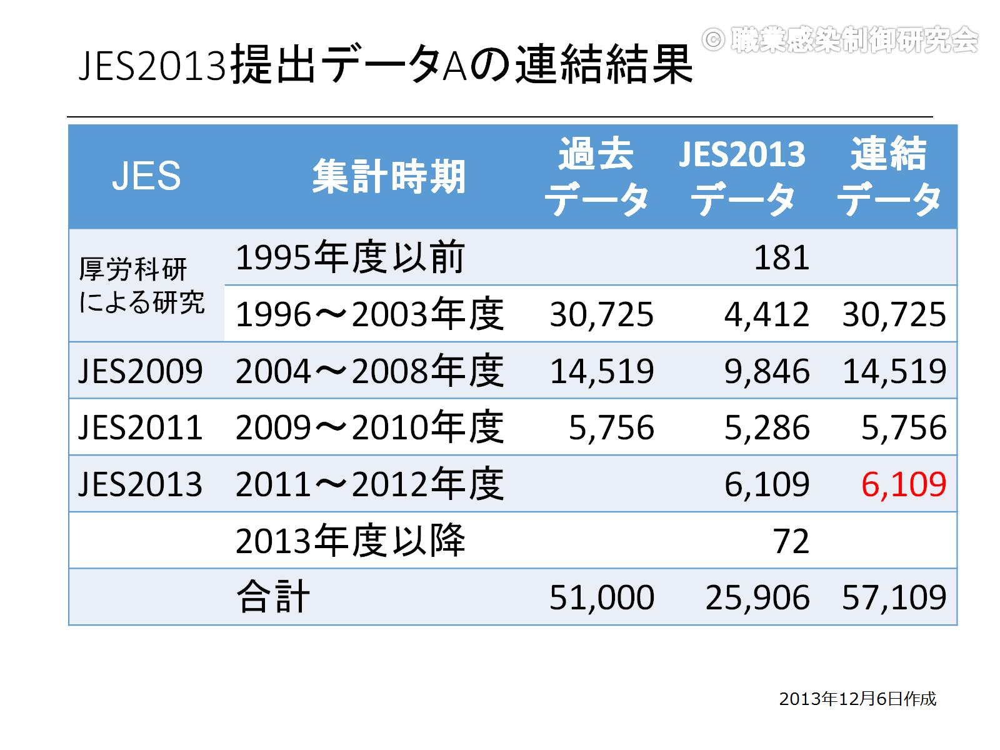 © 職業感染制御研究会
JES2013提出データAの連結結果
JES 集計時期 過去データ JES2013データ 連結データ
厚労科研による研究 1995年度以前 181
1996～2003年度 30,725 4,412 30,725
JES2009 2004～2008年度 14,519 9,846 14,519
JES2011 2009～2010年度 5,756 5,286 5,756
JES2013 2011～2012年度 6,109 6,109
2013年度以降 72
合計 51,000 25,906 57,109
2013年12月6日作成